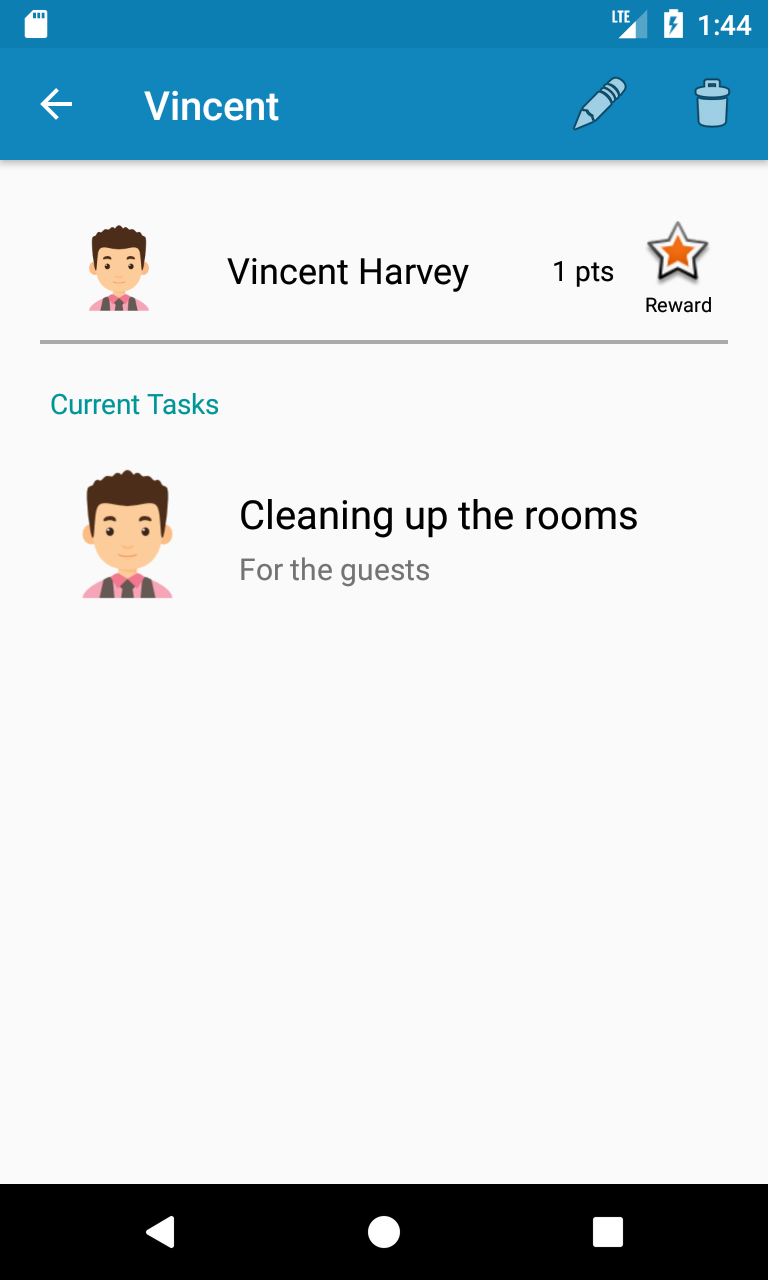 LTE 1:44
Vincent
Vincent Harvey 1 pts
Reward
Current Tasks
Cleaning up the rooms
For the guests